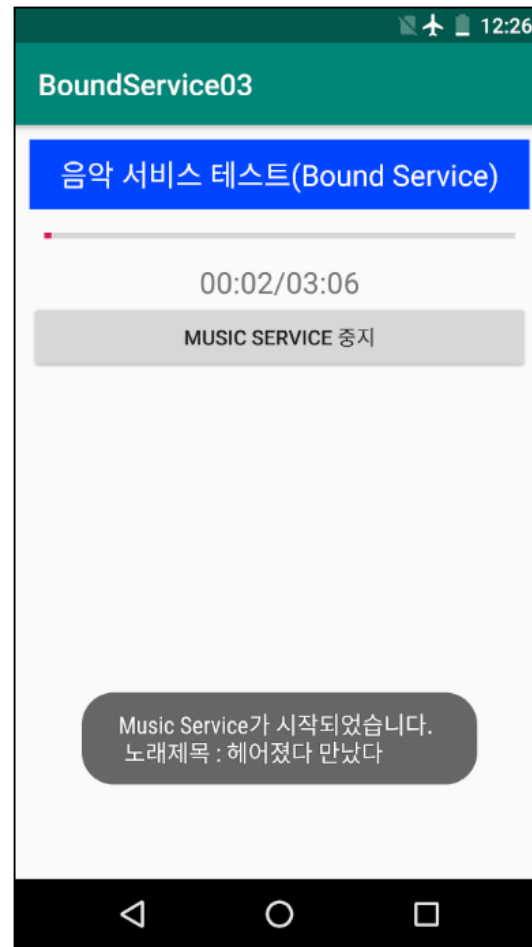 12:26
BoundService03
음악 서비스 테스트(Bound Service)
00:02/03:06
MUSIC SERVICE 중지
Music Service가 시작되었습니다.
노래제목 : 헤어졌다 만났다